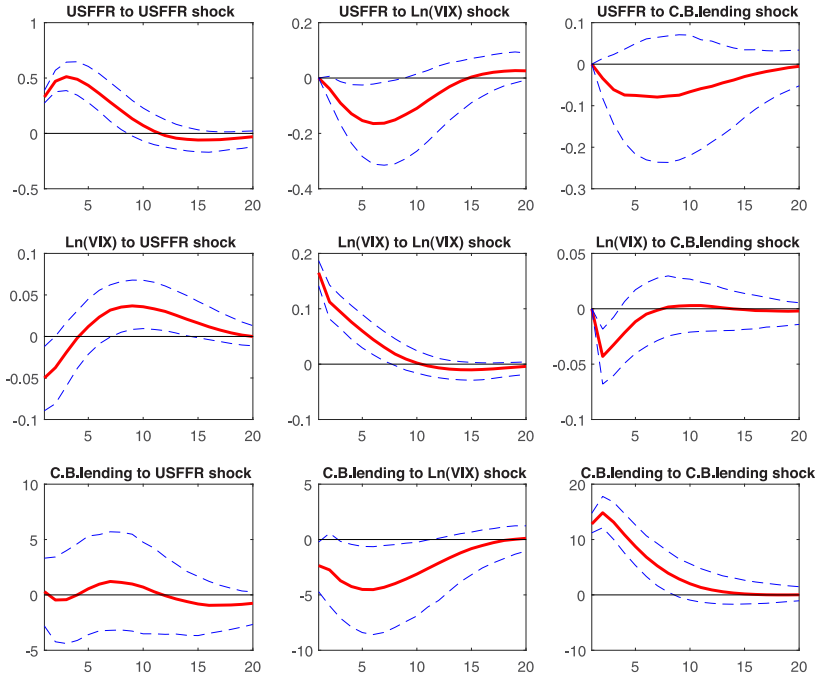 USFFR to USFFR shock
1
0.5
0
-0.5
5 10 15 20
USFFR to Ln(VIX) shock
0.2
0
-0.2
-0.4
5 10 15 20
USFFR to C.B.lending shock
0.1
0
-0.1
-0.2
-0.3
5 10 15 20
Ln(VIX) to USFFR shock
0.1
0.05
0
-0.05
-0.1
5 10 15 20
Ln(VIX) to Ln(VIX) shock
0.2
0.1
0
-0.1
5 10 15 20
Ln(VIX) to C.B.lending shock
0.05
0
-0.05
-0.1
5 10 15 20
C.B.lending to USFFR shock
10
5
0
-5
5 10 15 20
C.B.lending to Ln(VIX) shock
5
0
-5
-10
5 10 15 20
C.B.lending to C.B.lending shock
20
10
0
-10
5 10 15 20